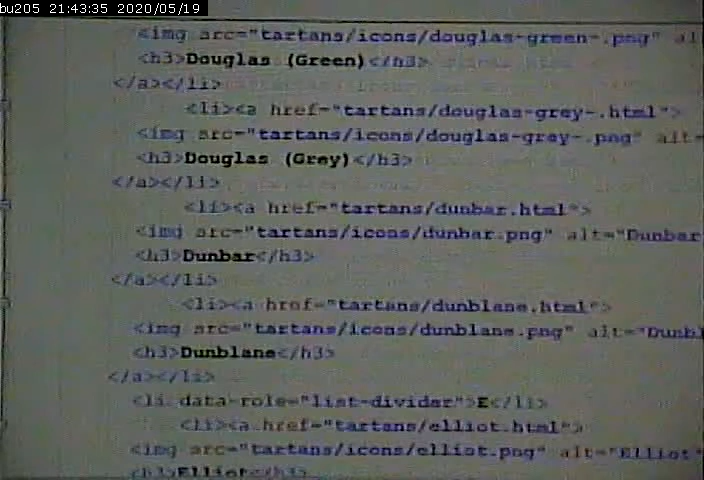 bu205 21:43:35 2020/05/19
<img src="tartans/icons/douglas-green-.png" al
<h3>Douglas (Green)</h3>
</a></li>
<li><a href="tartans/douglas-grey-.html">
<img src="tartans/icons/douglas-grey-.png" alt=
<h3>Douglas (Grey)</h3>
</a></li>
<li><a href="tartans/dunbar.html">
<img src="tartans/icons/dunbar.png" alt="Dunbar
<h3>Dunbar</h3>
</a></li>
<li><a href="tartans/dunblane.html">
<img src="tartans/icons/dunblane.png" alt="Dunbl
<h3>Dunblane</h3>
</a></li>
<li data-role="list-divider">E</li>
<li><a href="tartans/elliot.html">
<img src="tartans/icons/elliot.png" alt="Elliot"
<h3>Elliot</h3>